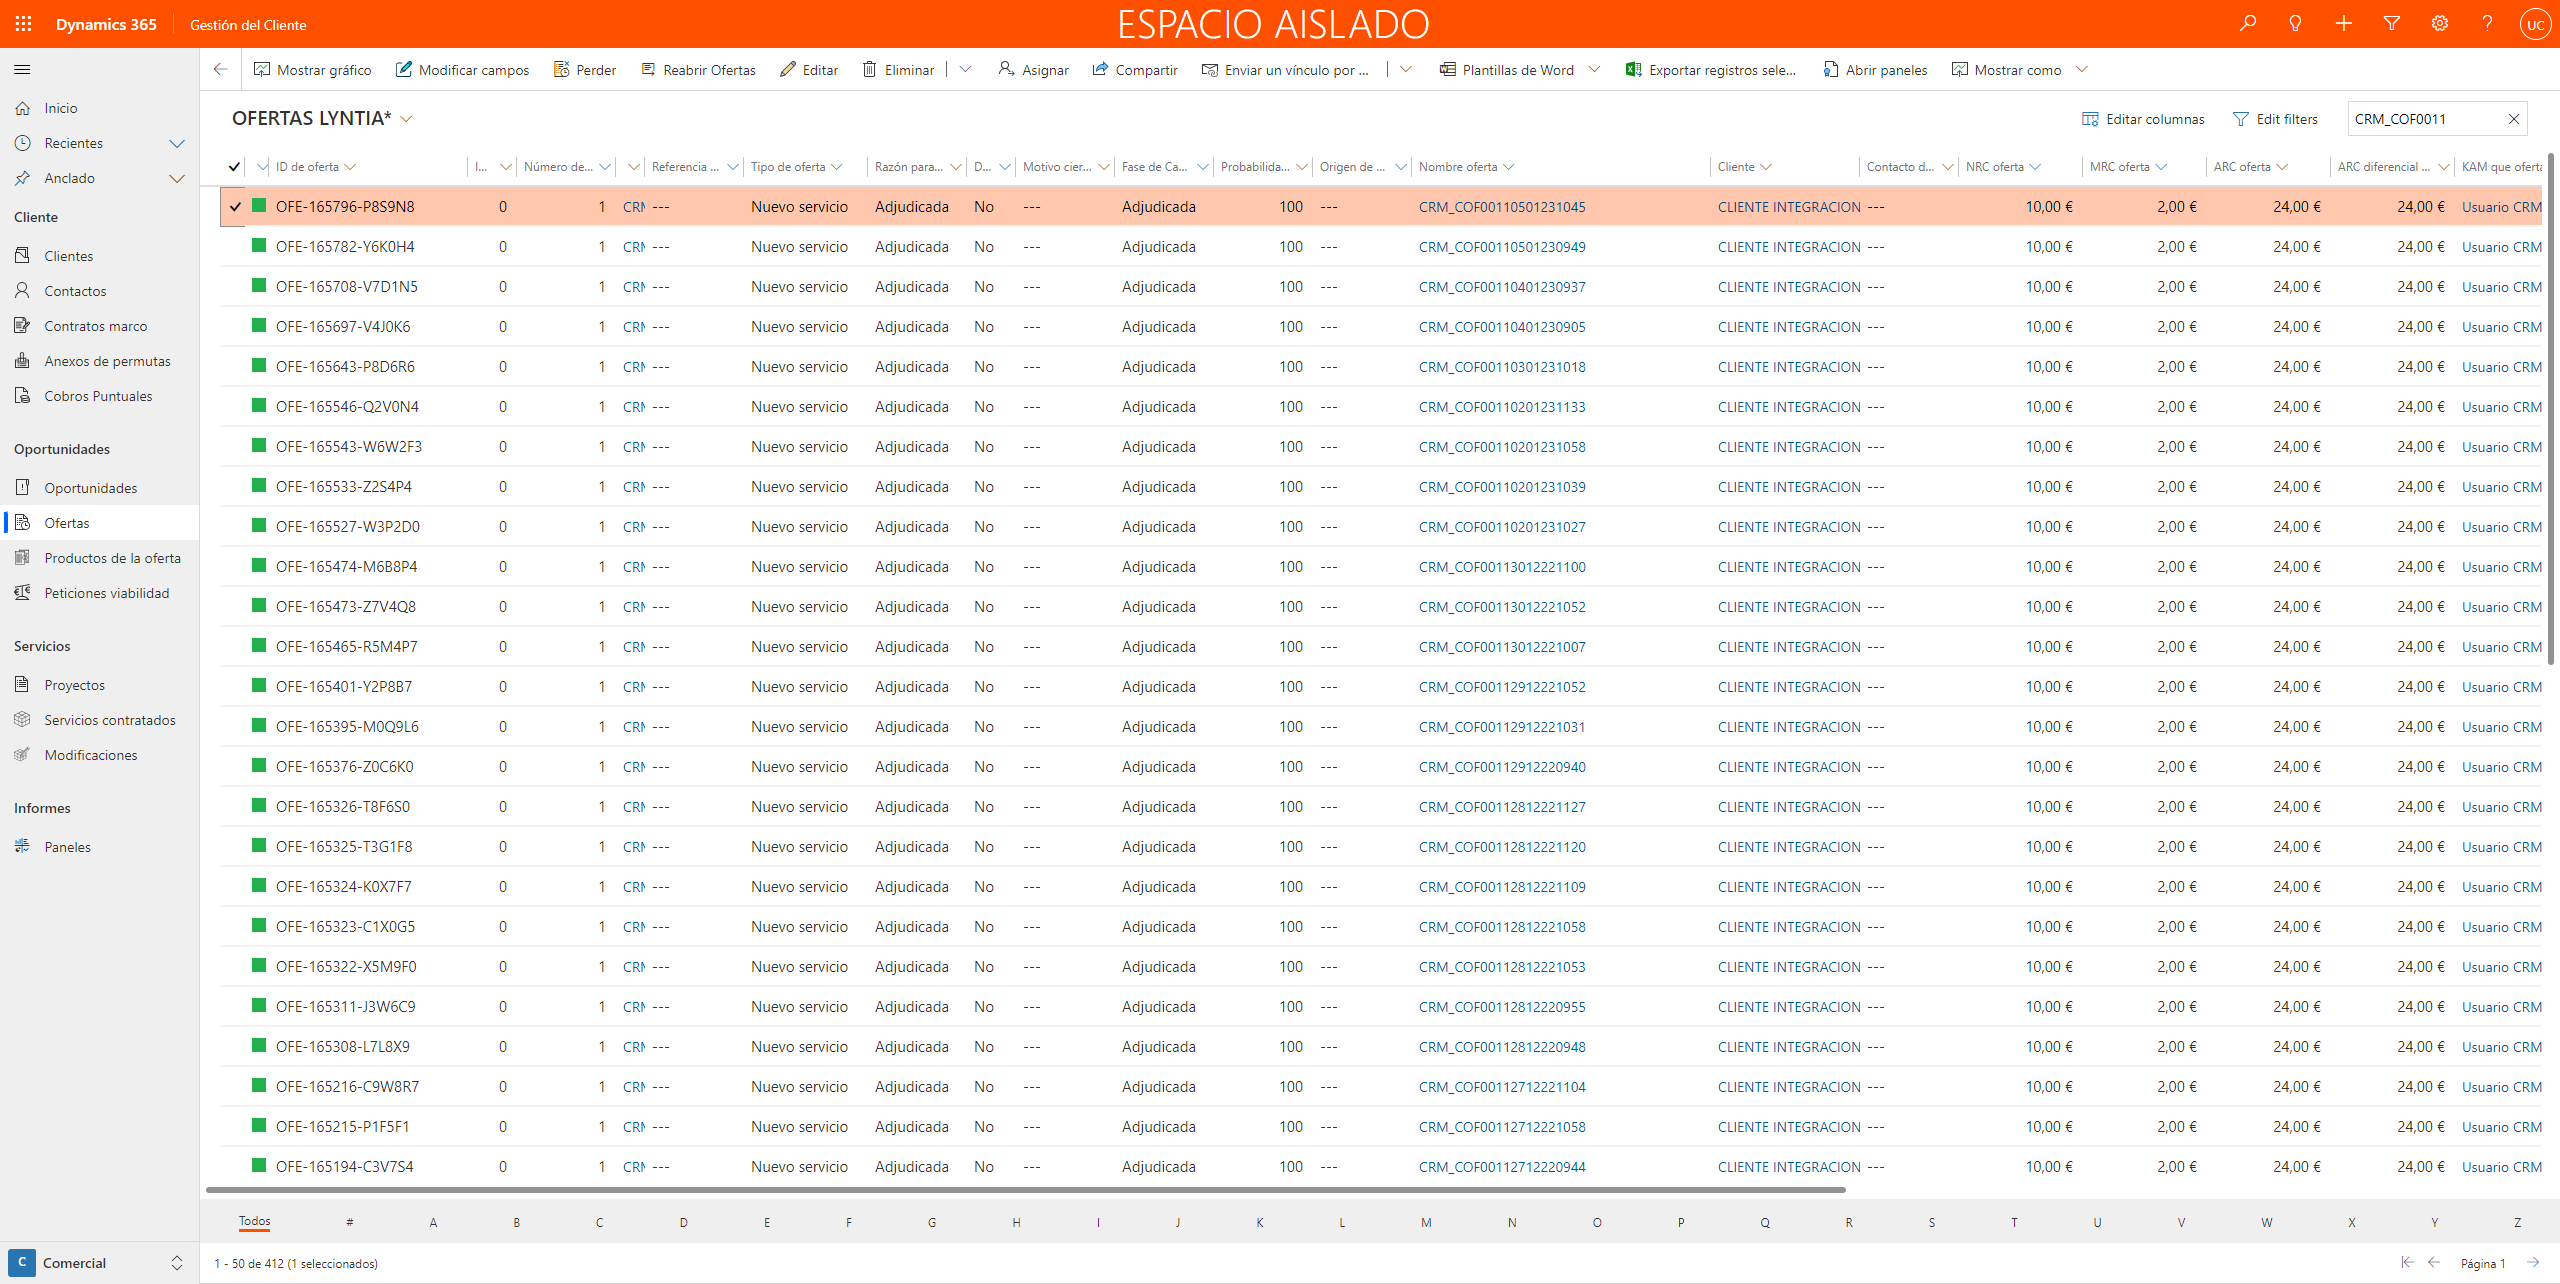 Dynamics 365
Gestión del Cliente
ESPACIO AISLADO
UC
Mostrar gráfico
Modificar campos
Perder
Reabrir Ofertas
Editar
Eliminar
Asignar
Compartir
Enviar un vínculo por ...
Plantillas de Word
Exportar registros sele...
Abrir paneles
Mostrar como
Inicio
Recientes
Anclado
Cliente
Clientes
Contactos
Contratos marco
Anexos de permutas
Cobros Puntuales
Oportunidades
Oportunidades
Ofertas
Productos de la oferta
Peticiones viabilidad
Servicios
Proyectos
Servicios contratados
Modificaciones
Informes
Paneles
C Comercial
OFERTAS LYNTIA*
Editar columnas
Edit filters
CRM_COF0011
ID de oferta I... Número de... Referencia ... Tipo de oferta Razón para... D... Motivo cier... Fase de Ca... Probabilida... Origen de ... Nombre oferta Cliente Contacto d... NRC oferta MRC oferta ARC oferta ARC diferencial ... KAM que oferta
OFE-165796-P8S9N8 0 1 CRM --- Nuevo servicio Adjudicada No --- Adjudicada 100 --- CRM_COF00110501231045 CLIENTE INTEGRACION --- 10,00 € 2,00 € 24,00 € 24,00 € Usuario CRM
OFE-165782-Y6K0H4 0 1 CRM --- Nuevo servicio Adjudicada No --- Adjudicada 100 --- CRM_COF00110501230949 CLIENTE INTEGRACION --- 10,00 € 2,00 € 24,00 € 24,00 € Usuario CRM
OFE-165708-V7D1N5 0 1 CRM --- Nuevo servicio Adjudicada No --- Adjudicada 100 --- CRM_COF00110401230937 CLIENTE INTEGRACION --- 10,00 € 2,00 € 24,00 € 24,00 € Usuario CRM
OFE-165697-V4J0K6 0 1 CRM --- Nuevo servicio Adjudicada No --- Adjudicada 100 --- CRM_COF00110401230905 CLIENTE INTEGRACION --- 10,00 € 2,00 € 24,00 € 24,00 € Usuario CRM
OFE-165643-P8D6R6 0 1 CRM --- Nuevo servicio Adjudicada No --- Adjudicada 100 --- CRM_COF00110301231018 CLIENTE INTEGRACION --- 10,00 € 2,00 € 24,00 € 24,00 € Usuario CRM
OFE-165546-Q2V0N4 0 1 CRM --- Nuevo servicio Adjudicada No --- Adjudicada 100 --- CRM_COF00110201231133 CLIENTE INTEGRACION --- 10,00 € 2,00 € 24,00 € 24,00 € Usuario CRM
OFE-165543-W6W2F3 0 1 CRM --- Nuevo servicio Adjudicada No --- Adjudicada 100 --- CRM_COF00110201231058 CLIENTE INTEGRACION --- 10,00 € 2,00 € 24,00 € 24,00 € Usuario CRM
OFE-165533-Z2S4P4 0 1 CRM --- Nuevo servicio Adjudicada No --- Adjudicada 100 --- CRM_COF00110201231039 CLIENTE INTEGRACION --- 10,00 € 2,00 € 24,00 € 24,00 € Usuario CRM
OFE-165527-W3P2D0 0 1 CRM --- Nuevo servicio Adjudicada No --- Adjudicada 100 --- CRM_COF00110201231027 CLIENTE INTEGRACION --- 10,00 € 2,00 € 24,00 € 24,00 € Usuario CRM
OFE-165474-M6B8P4 0 1 CRM --- Nuevo servicio Adjudicada No --- Adjudicada 100 --- CRM_COF00113012221100 CLIENTE INTEGRACION --- 10,00 € 2,00 € 24,00 € 24,00 € Usuario CRM
OFE-165473-Z7V4Q8 0 1 CRM --- Nuevo servicio Adjudicada No --- Adjudicada 100 --- CRM_COF00113012221052 CLIENTE INTEGRACION --- 10,00 € 2,00 € 24,00 € 24,00 € Usuario CRM
OFE-165465-R5M4P7 0 1 CRM --- Nuevo servicio Adjudicada No --- Adjudicada 100 --- CRM_COF00113012221007 CLIENTE INTEGRACION --- 10,00 € 2,00 € 24,00 € 24,00 € Usuario CRM
OFE-165401-Y2P8B7 0 1 CRM --- Nuevo servicio Adjudicada No --- Adjudicada 100 --- CRM_COF00112912221052 CLIENTE INTEGRACION --- 10,00 € 2,00 € 24,00 € 24,00 € Usuario CRM
OFE-165395-M0Q9L6 0 1 CRM --- Nuevo servicio Adjudicada No --- Adjudicada 100 --- CRM_COF00112912221031 CLIENTE INTEGRACION --- 10,00 € 2,00 € 24,00 € 24,00 € Usuario CRM
OFE-165376-Z0C6K0 0 1 CRM --- Nuevo servicio Adjudicada No --- Adjudicada 100 --- CRM_COF00112912220940 CLIENTE INTEGRACION --- 10,00 € 2,00 € 24,00 € 24,00 € Usuario CRM
OFE-165326-T8F6S0 0 1 CRM --- Nuevo servicio Adjudicada No --- Adjudicada 100 --- CRM_COF00112812221127 CLIENTE INTEGRACION --- 10,00 € 2,00 € 24,00 € 24,00 € Usuario CRM
OFE-165325-T3G1F8 0 1 CRM --- Nuevo servicio Adjudicada No --- Adjudicada 100 --- CRM_COF00112812221120 CLIENTE INTEGRACION --- 10,00 € 2,00 € 24,00 € 24,00 € Usuario CRM
OFE-165324-K0X7F7 0 1 CRM --- Nuevo servicio Adjudicada No --- Adjudicada 100 --- CRM_COF00112812221109 CLIENTE INTEGRACION --- 10,00 € 2,00 € 24,00 € 24,00 € Usuario CRM
OFE-165323-C1X0G5 0 1 CRM --- Nuevo servicio Adjudicada No --- Adjudicada 100 --- CRM_COF00112812221058 CLIENTE INTEGRACION --- 10,00 € 2,00 € 24,00 € 24,00 € Usuario CRM
OFE-165322-X5M9F0 0 1 CRM --- Nuevo servicio Adjudicada No --- Adjudicada 100 --- CRM_COF00112812221053 CLIENTE INTEGRACION --- 10,00 € 2,00 € 24,00 € 24,00 € Usuario CRM
OFE-165311-J3W6C9 0 1 CRM --- Nuevo servicio Adjudicada No --- Adjudicada 100 --- CRM_COF00112812220955 CLIENTE INTEGRACION --- 10,00 € 2,00 € 24,00 € 24,00 € Usuario CRM
OFE-165308-L7L8X9 0 1 CRM --- Nuevo servicio Adjudicada No --- Adjudicada 100 --- CRM_COF00112812220948 CLIENTE INTEGRACION --- 10,00 € 2,00 € 24,00 € 24,00 € Usuario CRM
OFE-165216-C9W8R7 0 1 CRM --- Nuevo servicio Adjudicada No --- Adjudicada 100 --- CRM_COF00112712221104 CLIENTE INTEGRACION --- 10,00 € 2,00 € 24,00 € 24,00 € Usuario CRM
OFE-165215-P1F5F1 0 1 CRM --- Nuevo servicio Adjudicada No --- Adjudicada 100 --- CRM_COF00112712221058 CLIENTE INTEGRACION --- 10,00 € 2,00 € 24,00 € 24,00 € Usuario CRM
OFE-165194-C3V7S4 0 1 CRM --- Nuevo servicio Adjudicada No --- Adjudicada 100 --- CRM_COF00112712220944 CLIENTE INTEGRACION --- 10,00 € 2,00 € 24,00 € 24,00 € Usuario CRM
Todos # A B C D E F G H I J K L M N O P Q R S T U V W X Y Z
1 - 50 de 412 (1 seleccionados)
Página 1